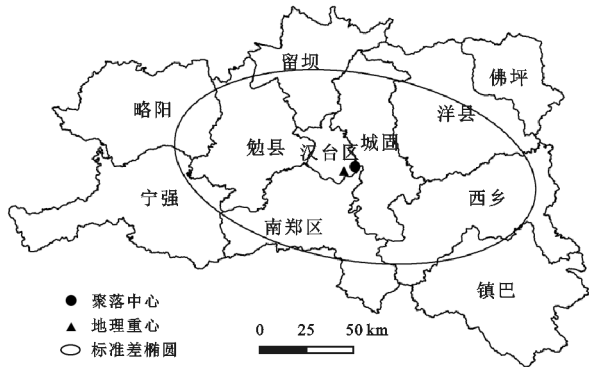 留坝
佛坪
略阳
洋县
勉县
汉台区
城固
宁强
西乡
南郑区
镇巴
聚落中心
地理重心
标准差椭圆
0 25 50 km